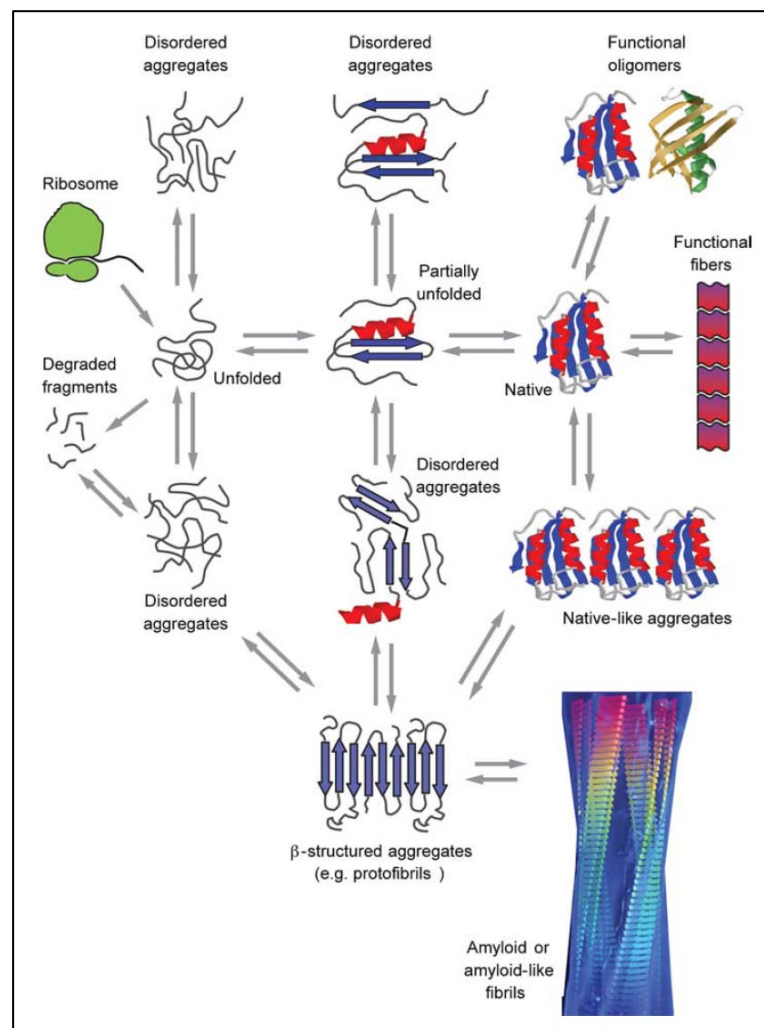 Disordered
aggregates
Disordered
aggregates
Functional
oligomers
Ribosome
Functional
fibers
Partially
unfolded
Degraded
fragments
Unfolded
Native
Disordered
aggregates
Disordered
aggregates
Native-like aggregates
β-structured aggregates
(e.g. protofibrils )
Amyloid or
amyloid-like
fibrils